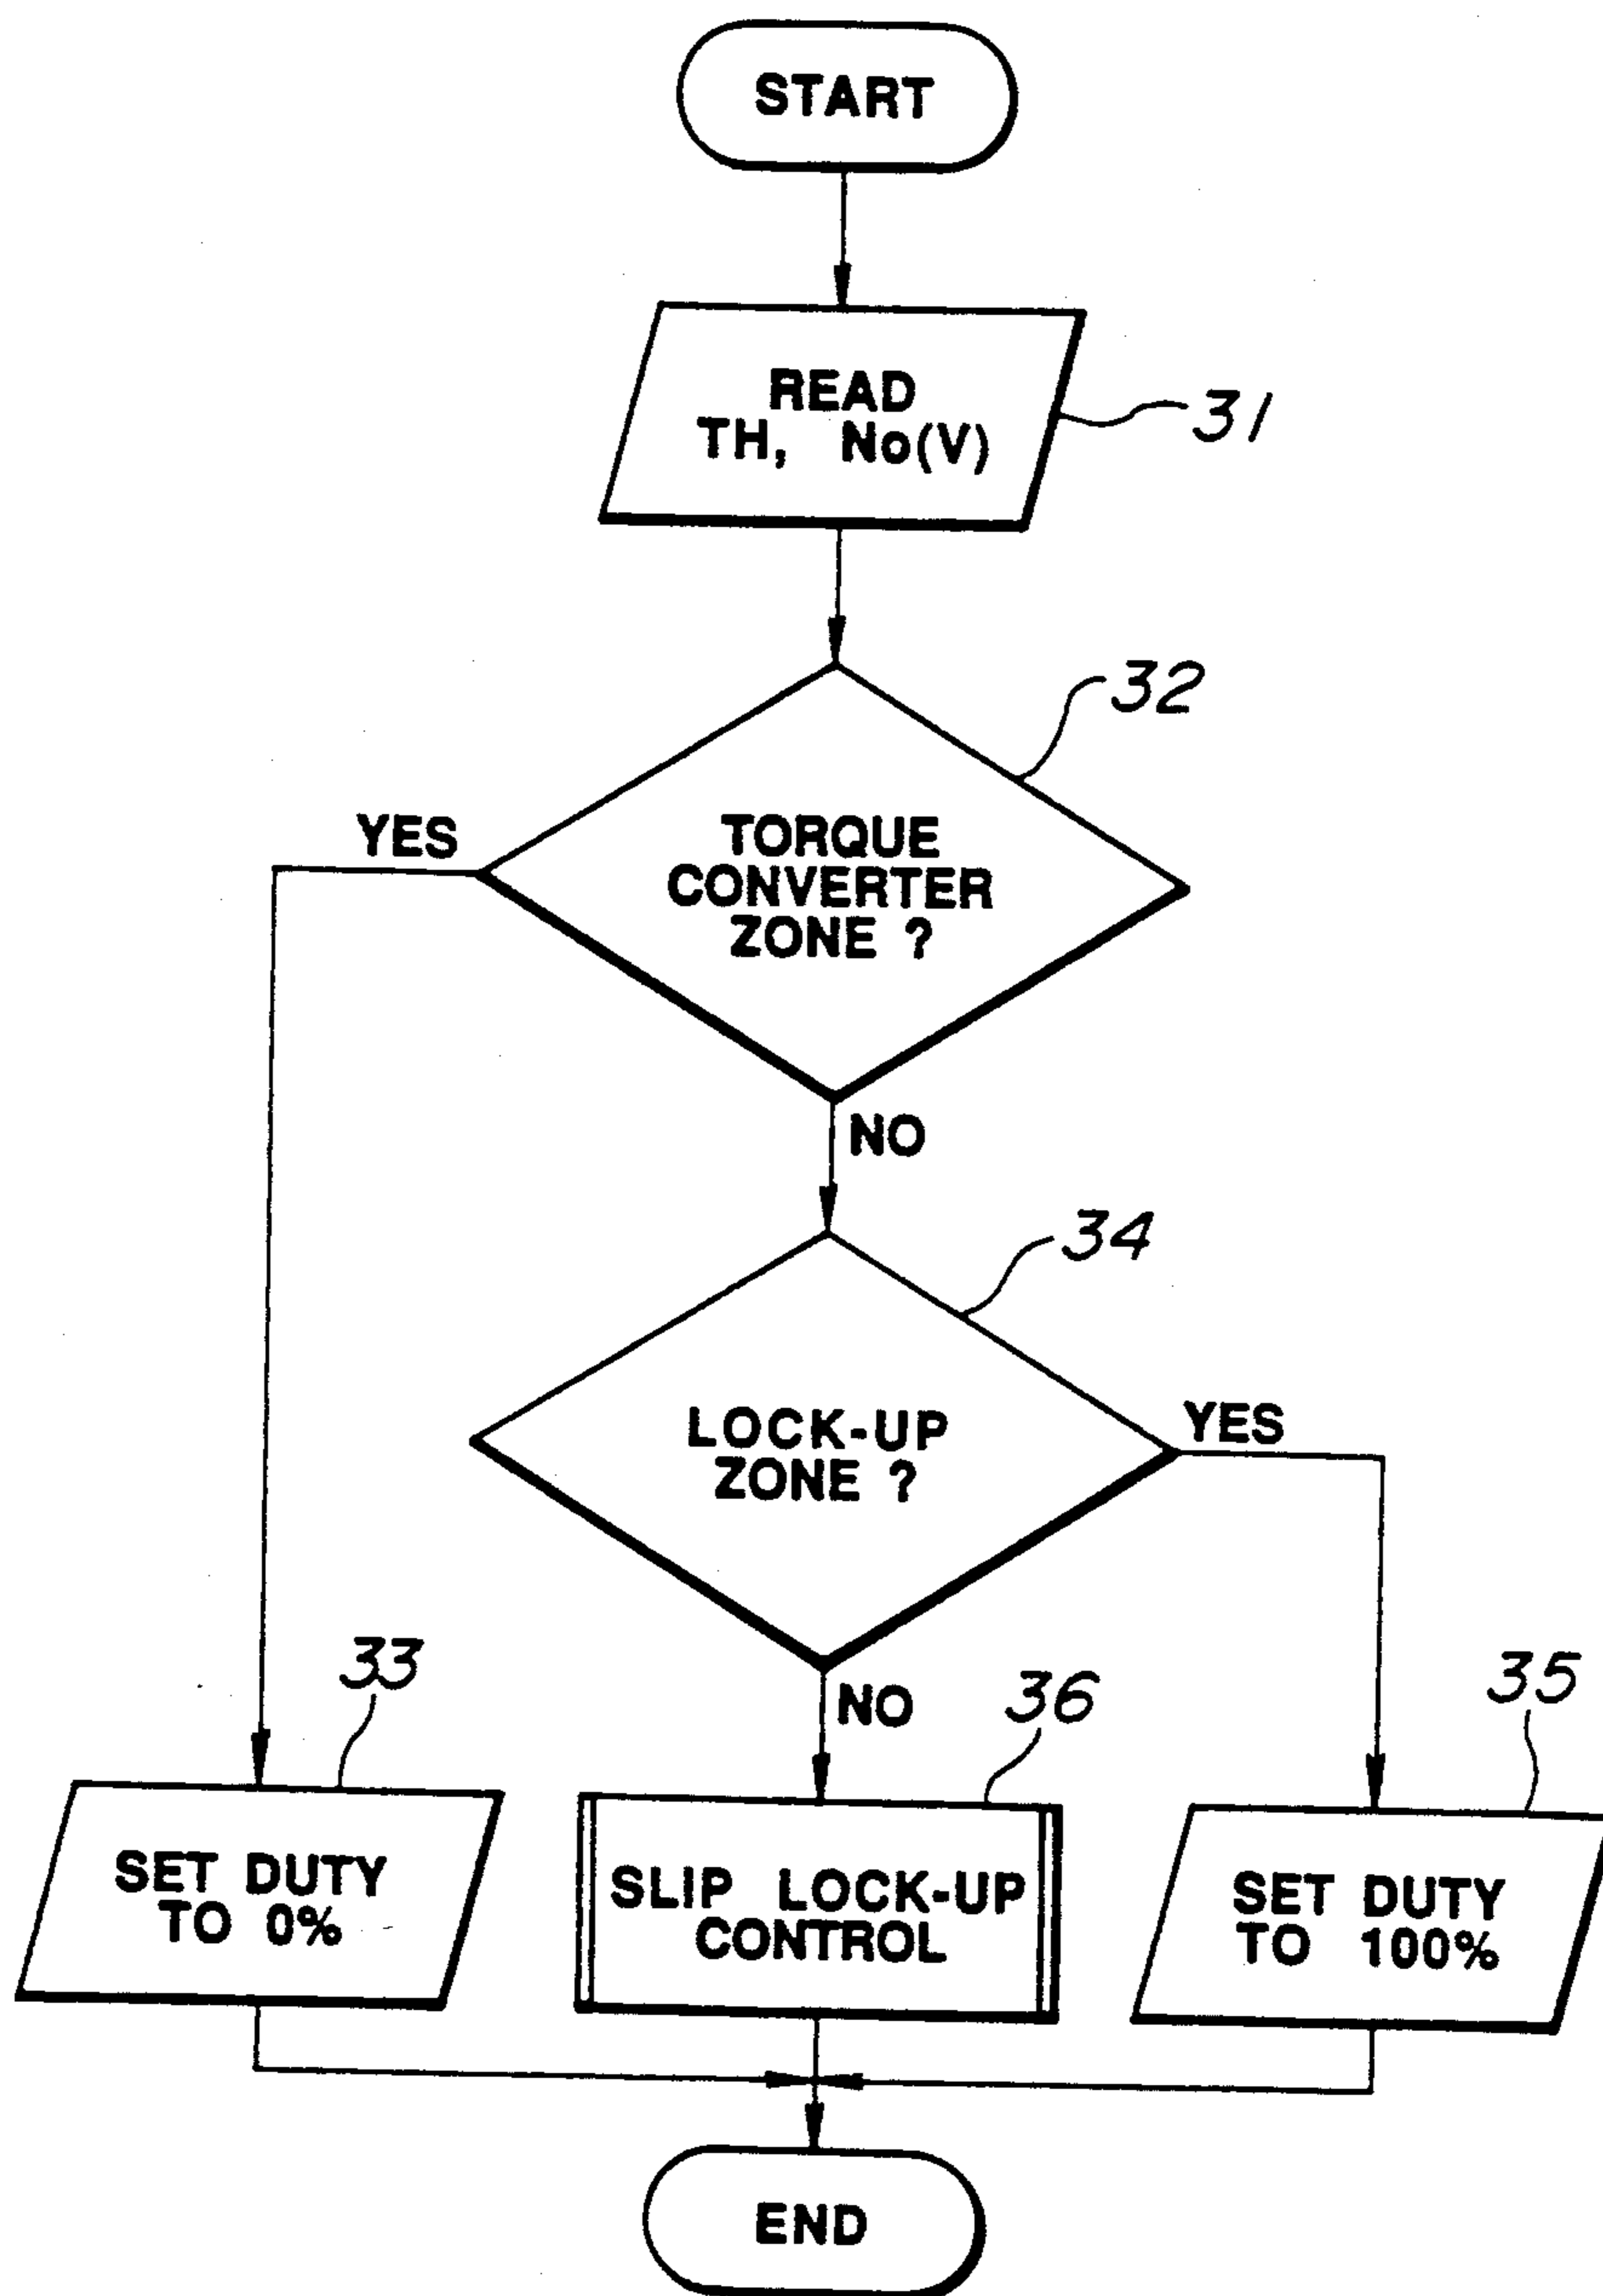 START
READ
TH, No(V)
31
32
YES
TORQUE
CONVERTER
ZONE ?
NO
34
LOCK-UP
ZONE ?
YES
33
NO
36
35
SET DUTY
TO 0%
SLIP LOCK-UP
CONTROL
SET DUTY
TO 100%
END